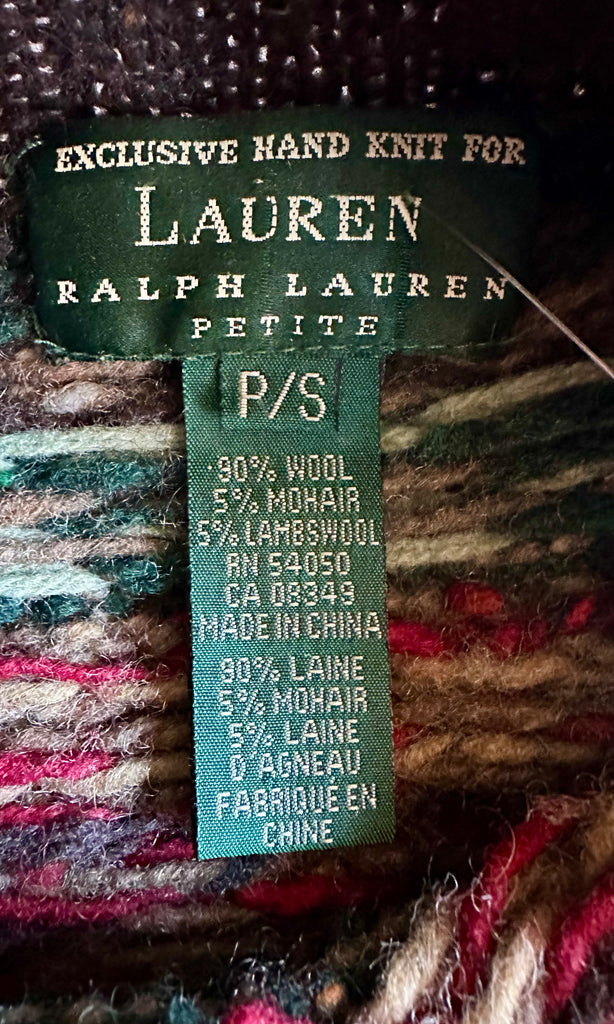 EXCLUSIVE HAND KNIT FOR
LAUREN
RALPH LAUREN
PETITE
P/S
90% WOOL
5% MOHAIR
5% LAMBSWOOL
RN 54050
CA 08349
MADE IN CHINA
90% LAINE
5% MOHAIR
5% LAINE
D'AGNEAU
FABRIQUE EN
CHINE